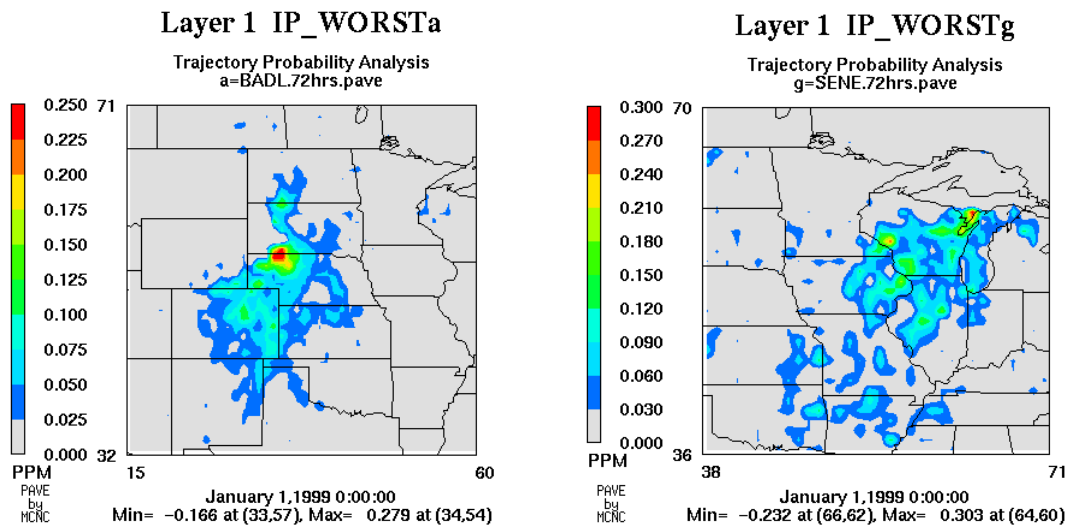 Layer 1 IP_WORSTa
Trajectory Probability Analysis
a=BADL.72hrs.pave
0.250
0.225
0.200
0.175
0.150
0.125
0.100
0.075
0.050
0.025
0.000
PPM
71
32
15
60
PAVE
by
MCNC
January 1,1999 0:00:00
Min= -0.166 at (33,57), Max= 0.279 at (34,54)
Layer 1 IP_WORSTg
Trajectory Probability Analysis
g=SENE.72hrs.pave
0.300
0.270
0.240
0.210
0.180
0.150
0.120
0.090
0.060
0.030
0.000
PPM
70
36
38
71
PAVE
by
MCNC
January 1,1999 0:00:00
Min= -0.232 at (66,62), Max= 0.303 at (64,60)